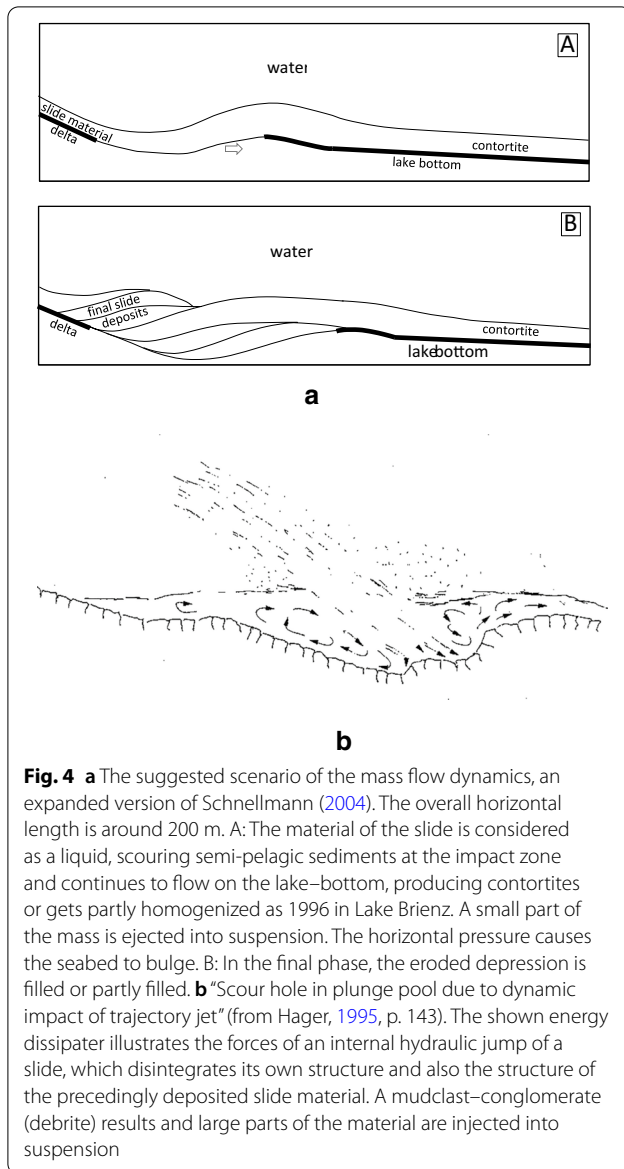 A
water
slide material
delta
contortite
lake bottom
B
water
final slide
deposits
delta
contortite
lakebottom
a
b
Fig. 4 a The suggested scenario of the mass flow dynamics, an
expanded version of Schnellmann (2004). The overall horizontal
length is around 200 m. A: The material of the slide is considered
as a liquid, scouring semi-pelagic sediments at the impact zone
and continues to flow on the lake–bottom, producing contortites
or gets partly homogenized as 1996 in Lake Brienz. A small part of
the mass is ejected into suspension. The horizontal pressure causes
the seabed to bulge. B: In the final phase, the eroded depression is
filled or partly filled. b “Scour hole in plunge pool due to dynamic
impact of trajectory jet” (from Hager, 1995, p. 143). The shown energy
dissipater illustrates the forces of an internal hydraulic jump of a
slide, which disintegrates its own structure and also the structure of
the precedingly deposited slide material. A mudclast–conglomerate
(debrite) results and large parts of the material are injected into
suspension